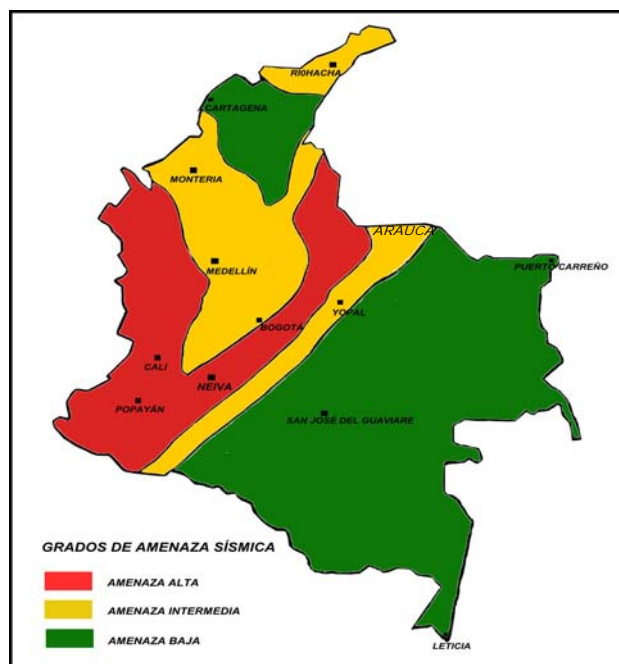 RIOHACHA
CARTAGENA
MONTERIA
ARAUCA
MEDELLÍN
PUERTO CARREÑO
YOPAL
BOGOTÁ
CALI
NEIVA
POPAYÁN
SAN JOSÉ DEL GUAVIARE
GRADOS DE AMENAZA SÍSMICA
AMENAZA ALTA
AMENAZA INTERMEDIA
AMENAZA BAJA
LETICIA